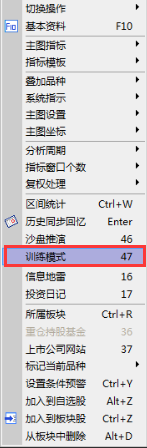 切换操作
基本资料 F10
主图指标
指标模板
叠加品种
系统指示
主图设置
主图坐标
分析周期
指标窗口个数
复权处理
区间统计 Ctrl+W
历史同步回忆 Enter
沙盘推演 46
训练模式 47
信息地雷 16
投资日记 17
所属板块 Ctrl+R
重仓持股基金 36
上市公司网站 37
标记当前品种
设置条件预警 Ctrl+Y
加入到自选股 Alt+Z
加入到板块股 Ctrl+Z
从板块中删除 Alt+D